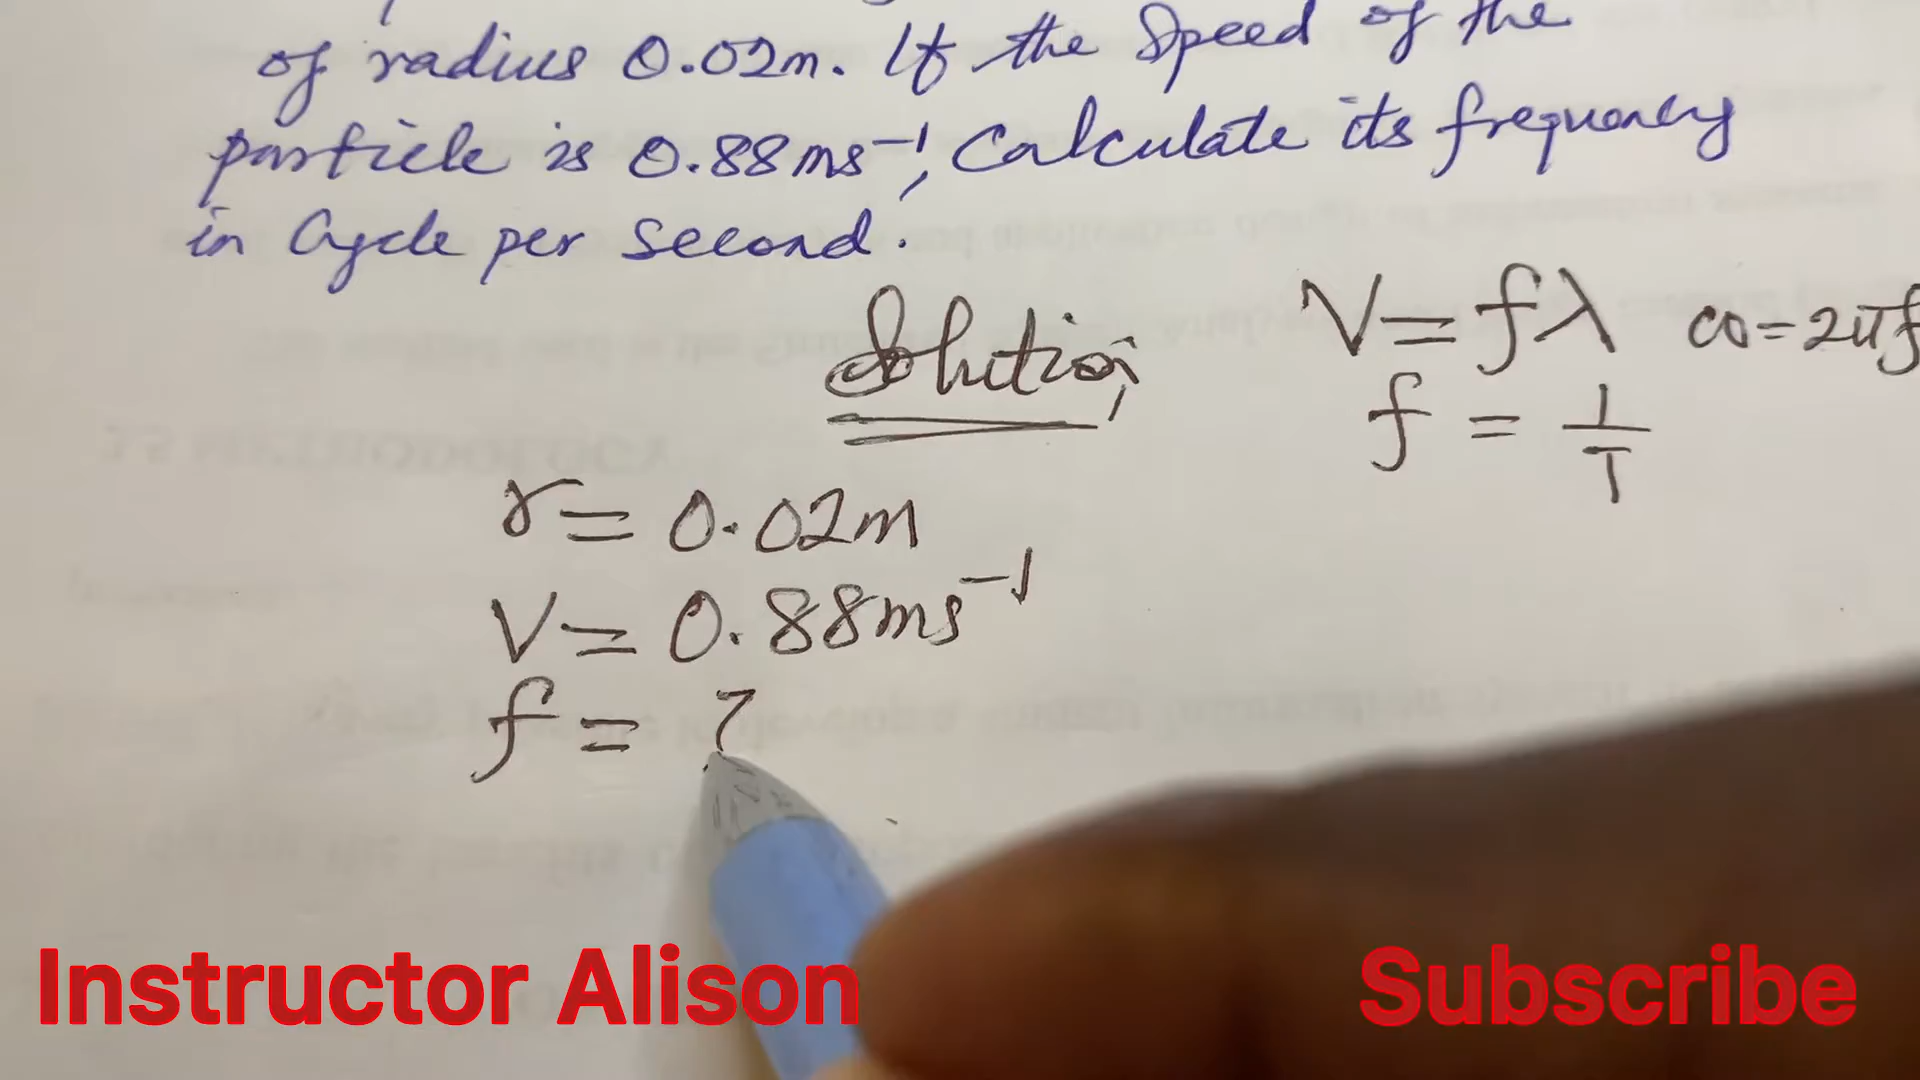 of radius 0.02m. If the Speed of the
particle is 0.88ms⁻¹, Calculate its frequency
in Cycle per Second.
Solution,
V = fλ ω = 2πf
f = 1/T
r = 0.02m
V = 0.88ms⁻¹
f = ?
Instructor Alison
Subscribe